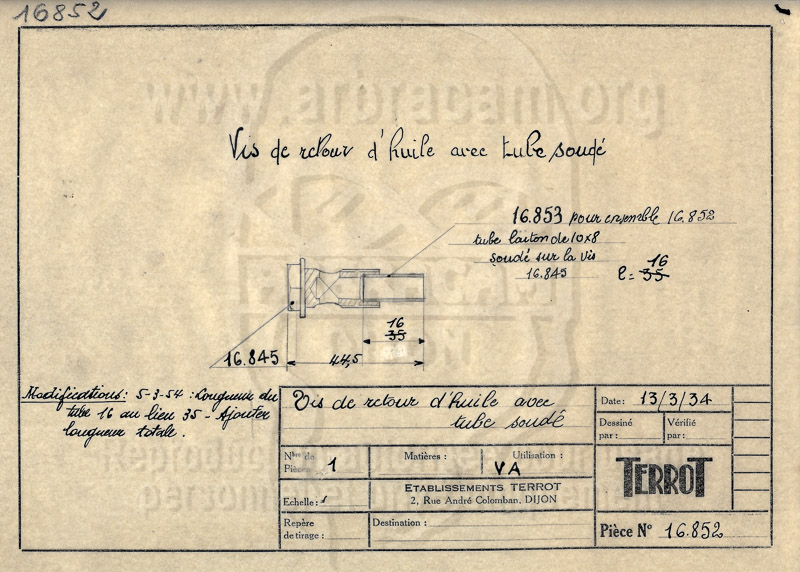 16852
www.arbracam.org
Vis de retour d'huile avec tube soudé
16.853 pour ensemble 16.852
tube laiton de 10x8
soudé sur la vis
16.845
16
l = 35
16
35
16.845
44,5
Modifications: 5-3-54 : Longueur du
tube 16 au lieu 35 - Ajouter
longueur totale.
Vis de retour d'huile avec
tube soudé
Date: 13/3/34
Dessiné par:
Vérifié par:
Nbre de Pièces 1
Matières :
Utilisation :
VA
TERROT
Echelle: 1
ETABLISSEMENTS TERROT
2, Rue André Colomban, DIJON
Repère de tirage :
Destination :
Pièce N° 16.852